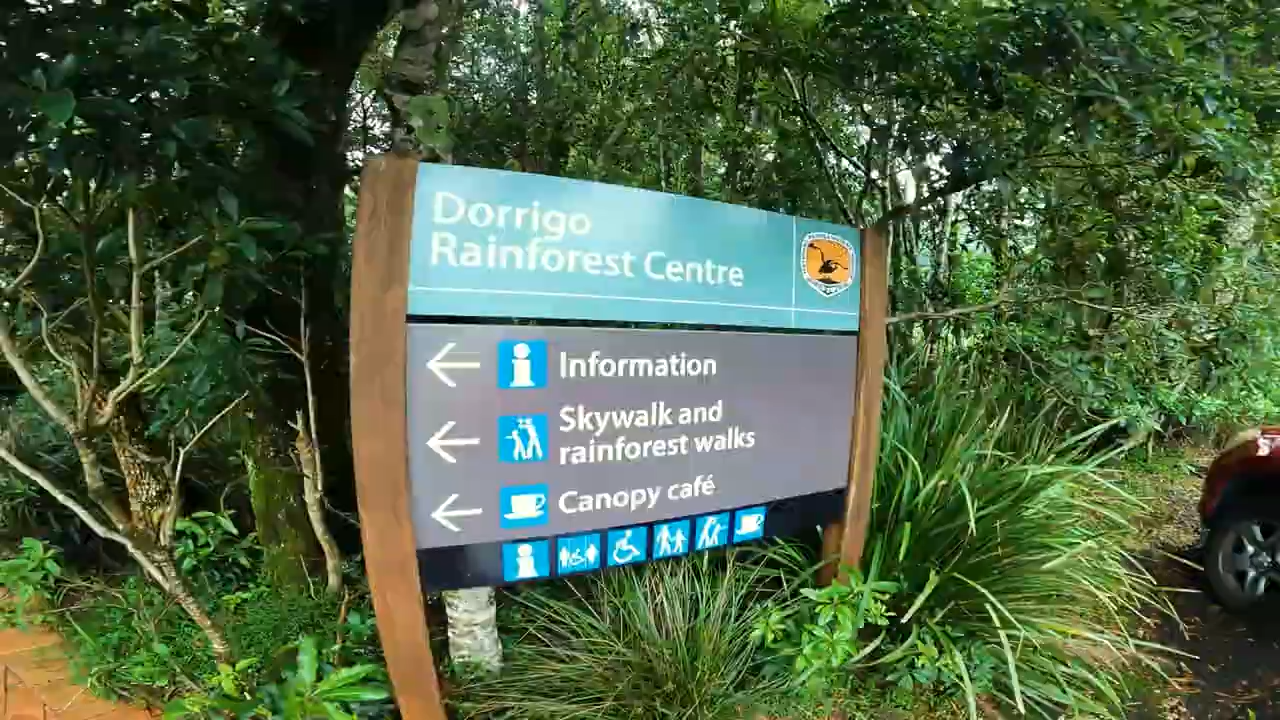 Dorrigo
Rainforest Centre
Information
Skywalk and
rainforest walks
Canopy café